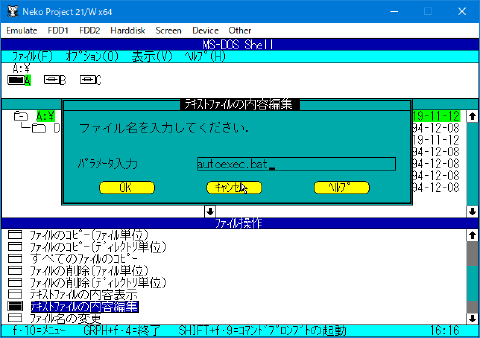 Neko Project 21/W x64
Emulate FDD1 FDD2 Harddisk Screen Device Other
MS-DOS Shell
ファイル(F) オプション(O) 表示(V) ヘルプ(H)
A:¥
A B C
テキストファイルの内容編集
A:¥
19-11-12
94-12-08
94-12-08
94-12-08
94-12-08
94-12-08
ファイル名を入力してください.
パラメータ入力 autoexec.bat_
OK キャンセル ヘルプ
ファイル操作
ファイルのコピー(ファイル単位)
ファイルのコピー(ディレクトリ単位)
すべてのファイルのコピー
ファイルの削除(ファイル単位)
ファイルの削除(ディレクトリ単位)
テキストファイルの内容表示
テキストファイルの内容編集
ファイル名の変更
f・10=メニュー GRPH+f・4=終了 SHIFT+f・9=コマンドプロンプトの起動 16:16